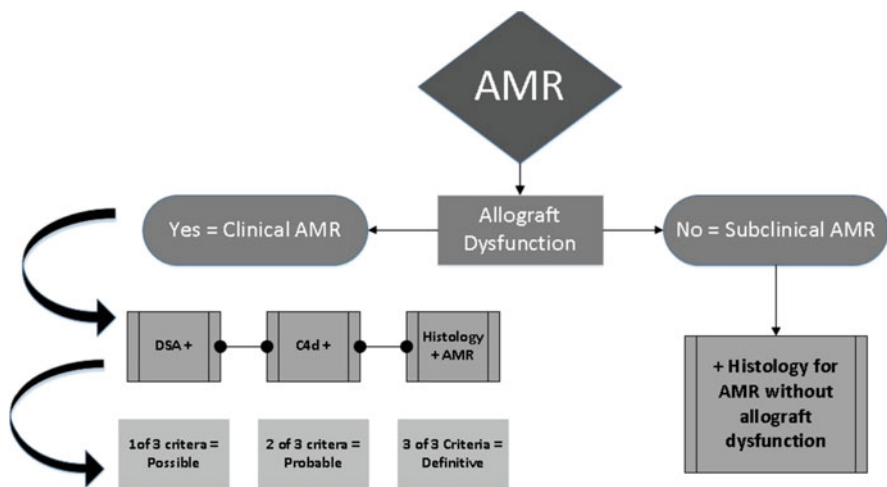 AMR
Yes = Clinical AMR
Allograft
Dysfunction
No = Subclinical AMR
DSA +
C4d +
Histology
+ AMR
+ Histology for
AMR without
allograft
dysfunction
1of 3 critera =
Possible
2 of 3 critera =
Probable
3 of 3 Criteria =
Definitive